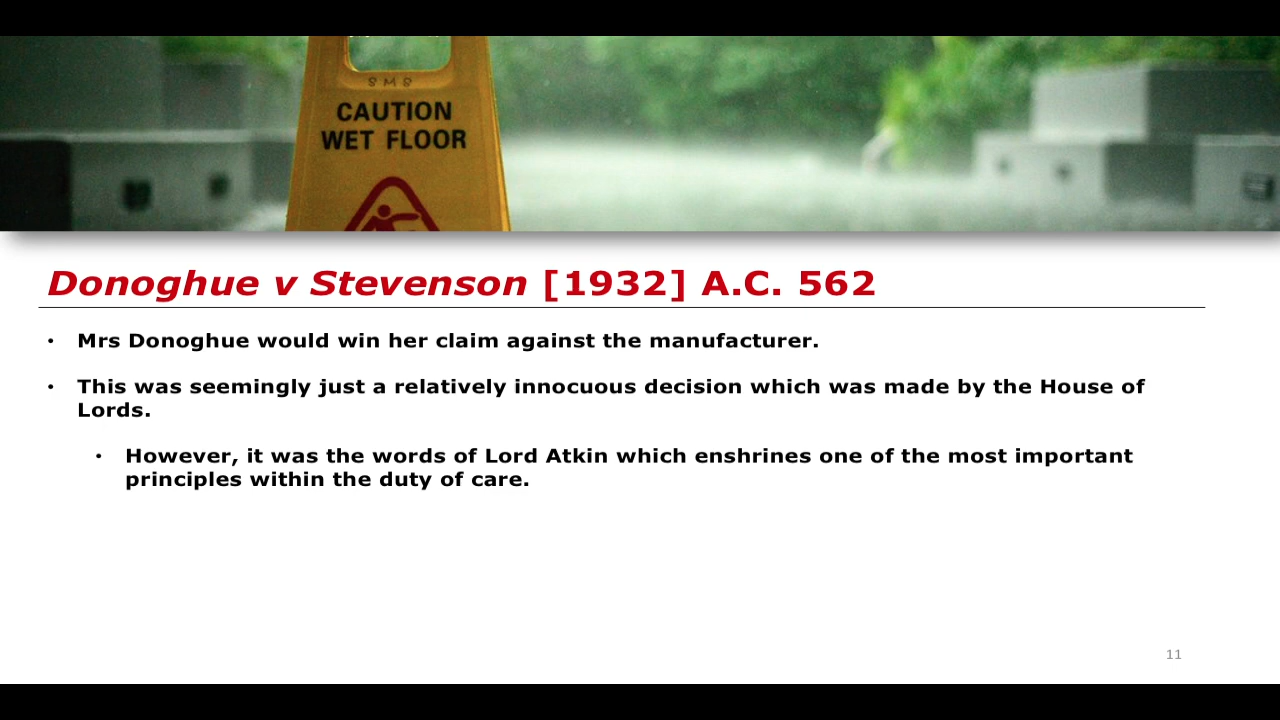 SMS
CAUTION
WET FLOOR
Donoghue v Stevenson [1932] A.C. 562
• Mrs Donoghue would win her claim against the manufacturer.
• This was seemingly just a relatively innocuous decision which was made by the House of
Lords.
• However, it was the words of Lord Atkin which enshrines one of the most important
principles within the duty of care.
11